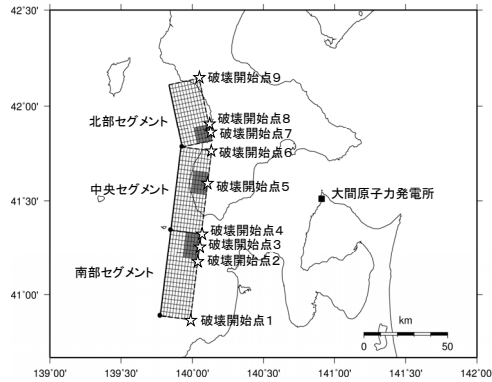 42°30'
42°00'
41°30'
41°00'
139°00'
139°30'
140°00'
140°30'
141°00'
141°30'
142°00'
北部セグメント
中央セグメント
南部セグメント
破壊開始点9
破壊開始点8
破壊開始点7
破壊開始点6
破壊開始点5
破壊開始点4
破壊開始点3
破壊開始点2
破壊開始点1
大間原子力発電所
km
0
50